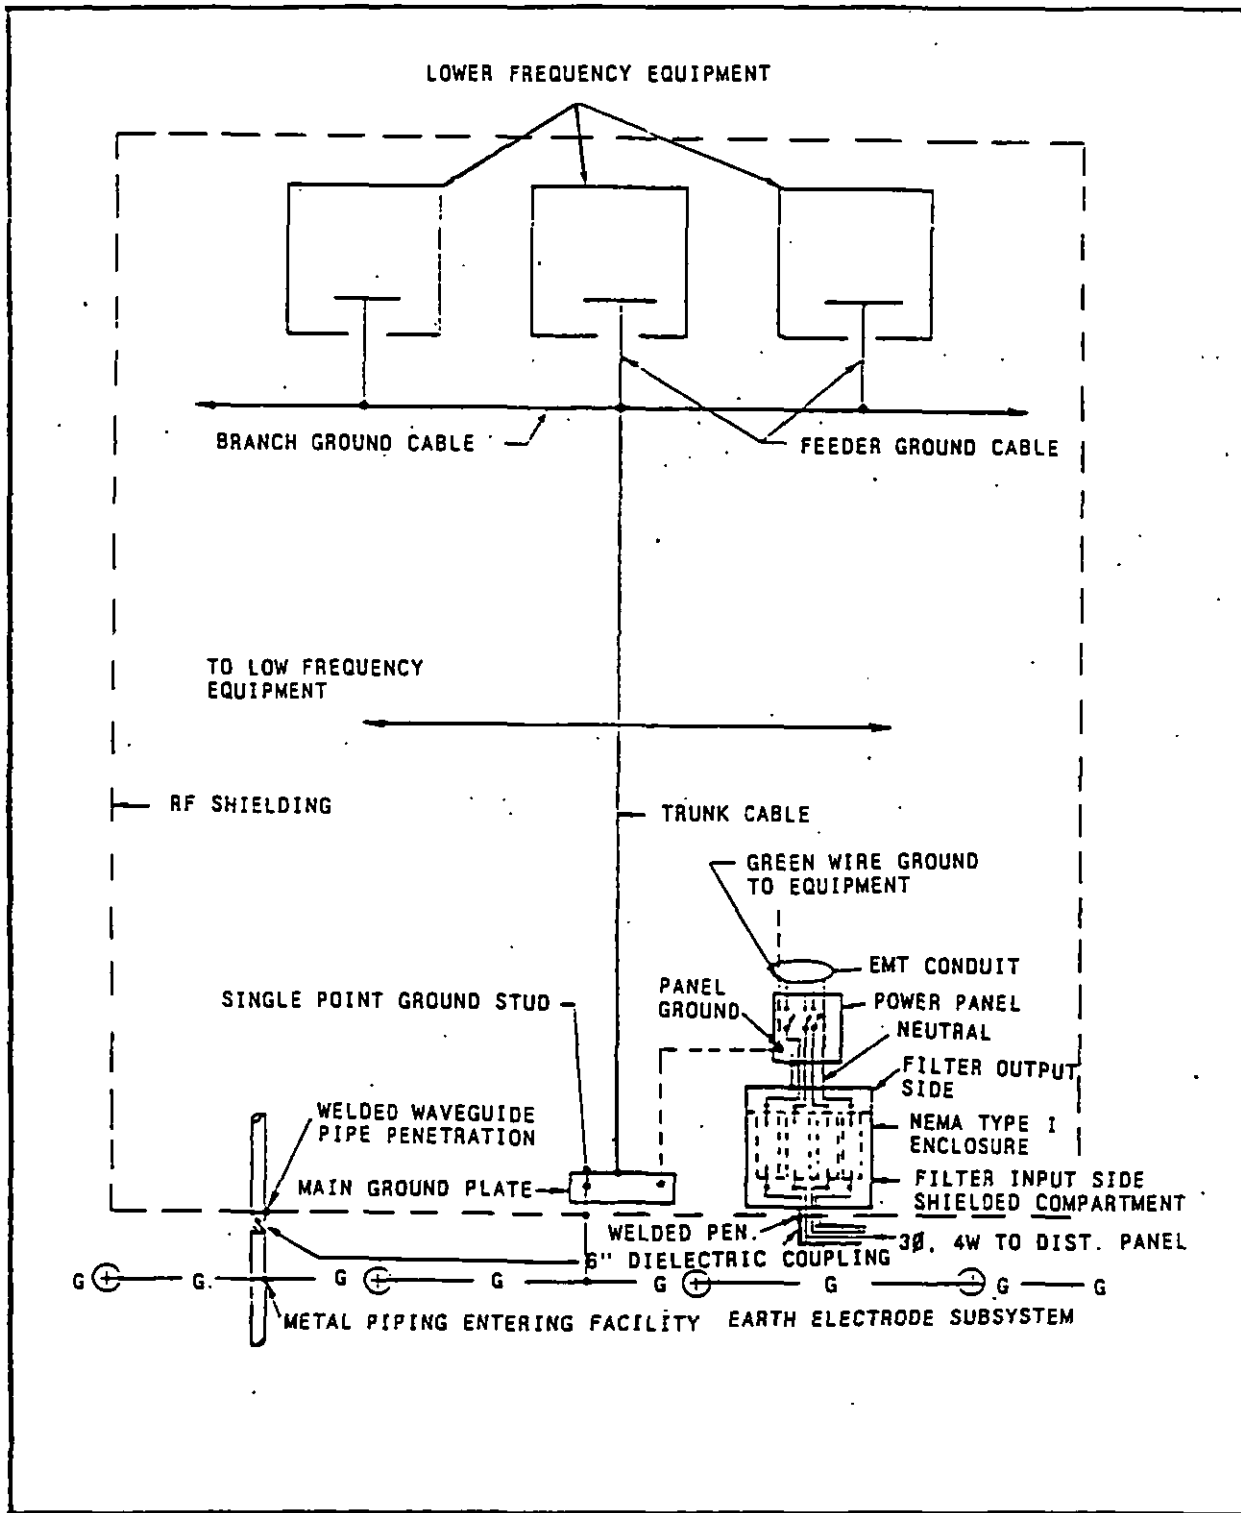 LOWER FREQUENCY EQUIPMENT
BRANCH GROUND CABLE
FEEDER GROUND CABLE
TO LOW FREQUENCY
EQUIPMENT
RF SHIELDING
TRUNK CABLE
GREEN WIRE GROUND
TO EQUIPMENT
EMT CONDUIT
PANEL
GROUND
POWER PANEL
SINGLE POINT GROUND STUD
NEUTRAL
FILTER OUTPUT
SIDE
WELDED WAVEGUIDE
PIPE PENETRATION
NEMA TYPE I
ENCLOSURE
MAIN GROUND PLATE
FILTER INPUT SIDE
SHIELDED COMPARTMENT
WELDED PEN.
3Ø, 4W TO DIST. PANEL
6" DIELECTRIC COUPLING
G G. G G G G G G
METAL PIPING ENTERING FACILITY
EARTH ELECTRODE SUBSYSTEM